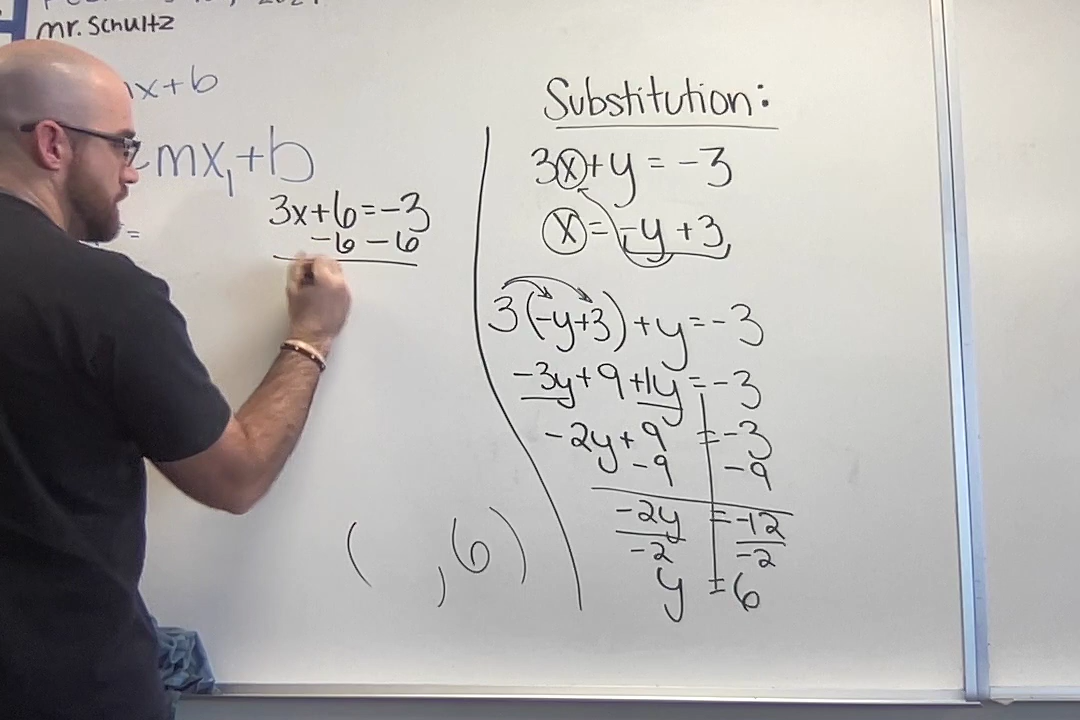 mr. Schultz
x+b
mx₁+b
=
3x+6=-3
-6 -6
( ,6)
Substitution:
3x+y=-3
x=-y+3
3(-y+3)+y=-3
-3y+9+1y=-3
-2y+9=-3
-9 -9
-2y=-12
-2 -2
y=6